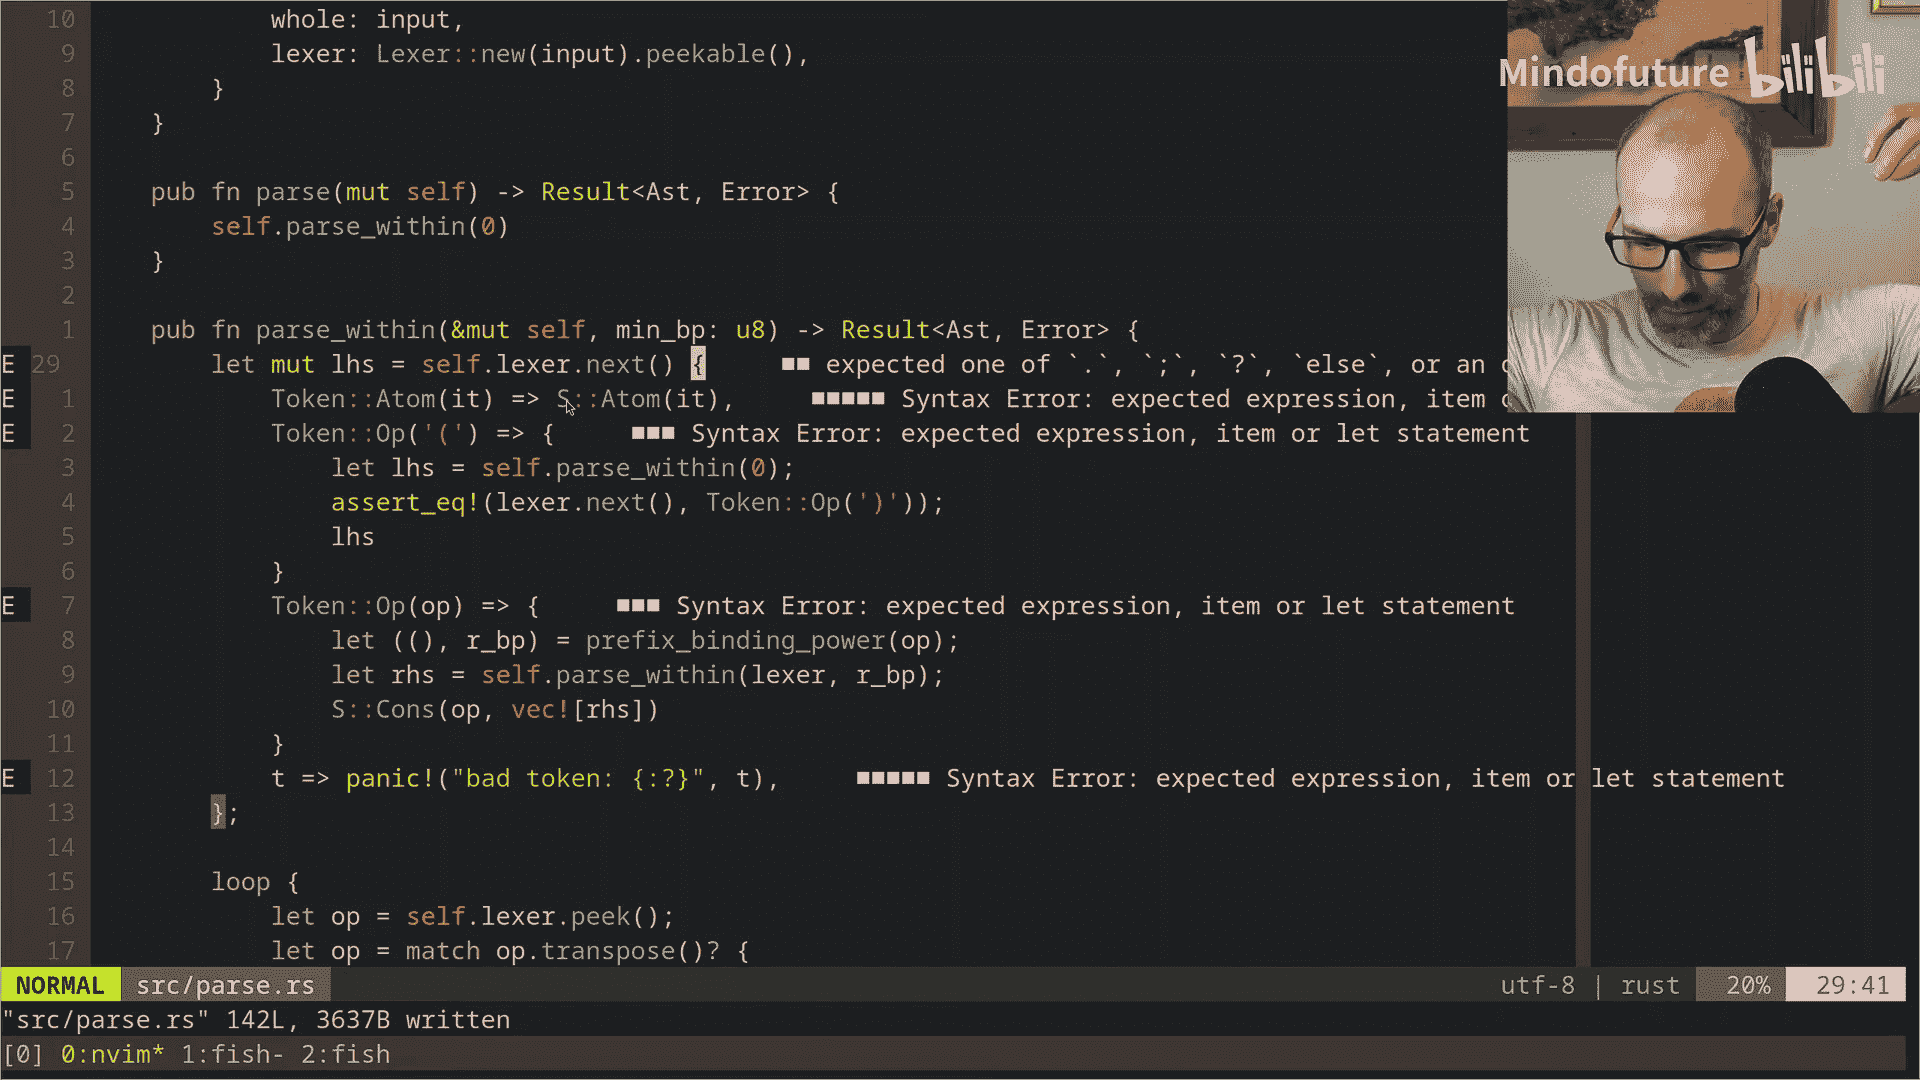 10 whole: input,
9 lexer: Lexer::new(input).peekable(),
8 }
7 }
6
5 pub fn parse(mut self) -> Result<Ast, Error> {
4 self.parse_within(0)
3 }
2
1 pub fn parse_within(&mut self, min_bp: u8) -> Result<Ast, Error> {
E 29 let mut lhs = self.lexer.next() { ■■ expected one of `.`, `;`, `?`, `else`, or an
E 1 Token::Atom(it) => S::Atom(it), ■■■■■ Syntax Error: expected expression, item
E 2 Token::Op('(') => { ■■■ Syntax Error: expected expression, item or let statement
3 let lhs = self.parse_within(0);
4 assert_eq!(lexer.next(), Token::Op(')'));
5 lhs
6 }
E 7 Token::Op(op) => { ■■■ Syntax Error: expected expression, item or let statement
8 let ((), r_bp) = prefix_binding_power(op);
9 let rhs = self.parse_within(lexer, r_bp);
10 S::Cons(op, vec![rhs])
11 }
E 12 t => panic!("bad token: {:?}", t), ■■■■■ Syntax Error: expected expression, item or let statement
13 };
14
15 loop {
16 let op = self.lexer.peek();
17 let op = match op.transpose()? {
NORMAL src/parse.rs utf-8 | rust 20% 29:41
"src/parse.rs" 142L, 3637B written
[0] 0:nvim* 1:fish- 2:fish
Mindofuture bilibili